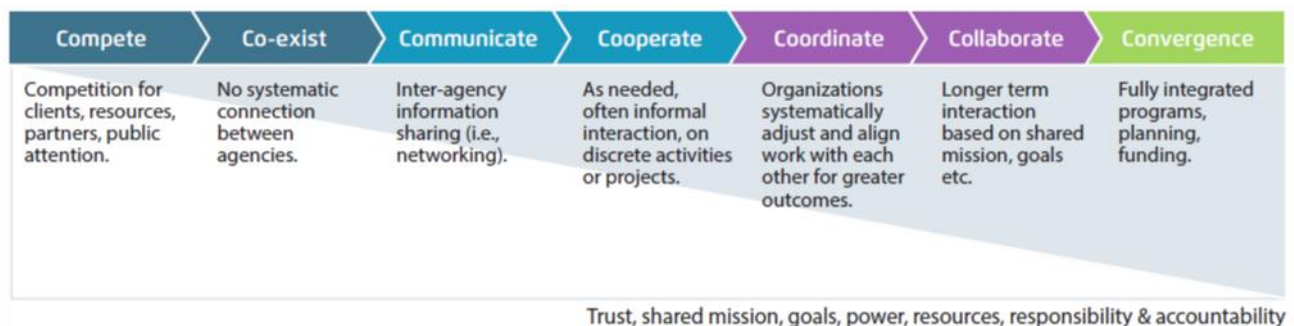 Compete
Co-exist
Communicate
Cooperate
Coordinate
Collaborate
Convergence
Competition for
clients, resources,
partners, public
attention.
No systematic
connection
between
agencies.
Inter-agency
information
sharing (i.e.,
networking).
As needed,
often informal
interaction, on
discrete activities
or projects.
Organizations
systematically
adjust and align
work with each
other for greater
outcomes.
Longer term
interaction
based on shared
mission, goals
etc.
Fully integrated
programs,
planning,
funding.
Trust, shared mission, goals, power, resources, responsibility & accountability